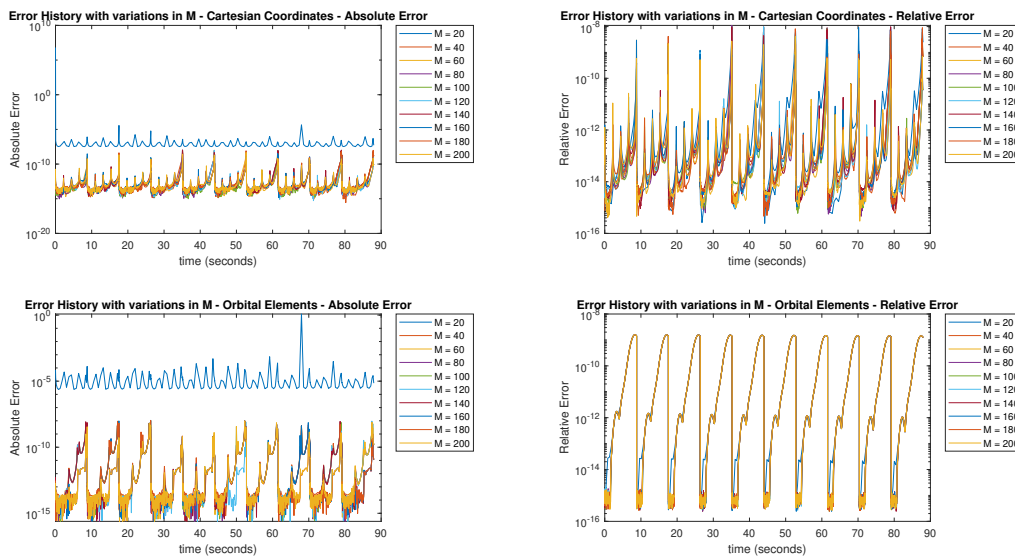 Error History with variations in M - Cartesian Coordinates - Absolute Error
Absolute Error
10^10
10^0
10^-10
10^-20
0 10 20 30 40 50 60 70 80 90
time (seconds)
M = 20
M = 40
M = 60
M = 80
M = 100
M = 120
M = 140
M = 160
M = 180
M = 200
Error History with variations in M - Cartesian Coordinates - Relative Error
Relative Error
10^-8
10^-10
10^-12
10^-14
10^-16
0 10 20 30 40 50 60 70 80 90
time (seconds)
M = 20
M = 40
M = 60
M = 80
M = 100
M = 120
M = 140
M = 160
M = 180
M = 200
Error History with variations in M - Orbital Elements - Absolute Error
Absolute Error
10^0
10^-5
10^-10
10^-15
0 10 20 30 40 50 60 70 80 90
time (seconds)
M = 20
M = 40
M = 60
M = 80
M = 100
M = 120
M = 140
M = 160
M = 180
M = 200
Error History with variations in M - Orbital Elements - Relative Error
Relative Error
10^-8
10^-10
10^-12
10^-14
10^-16
0 10 20 30 40 50 60 70 80 90
time (seconds)
M = 20
M = 40
M = 60
M = 80
M = 100
M = 120
M = 140
M = 160
M = 180
M = 200